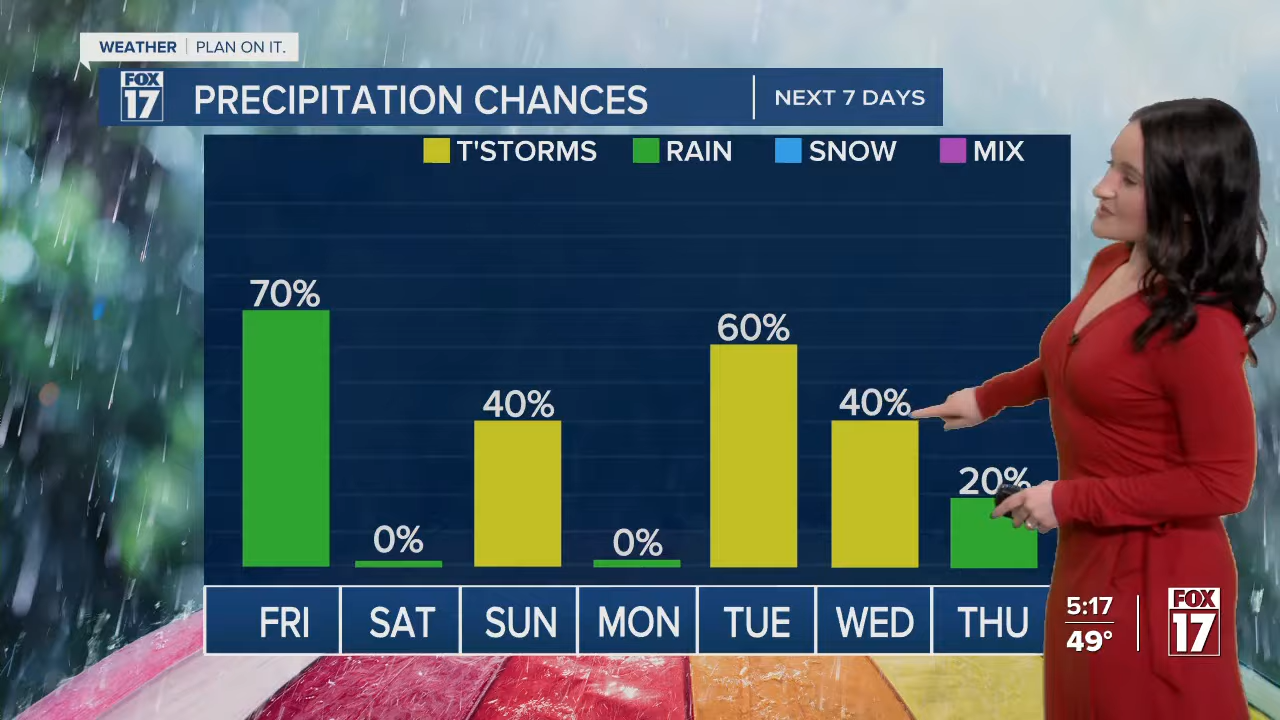 WEATHER | PLAN ON IT.
FOX
17
PRECIPITATION CHANCES
NEXT 7 DAYS
T'STORMS RAIN SNOW MIX
70%
60%
40%
40%
20%
0%
0%
FRI SAT SUN MON TUE WED THU
5:17
49°
FOX
17